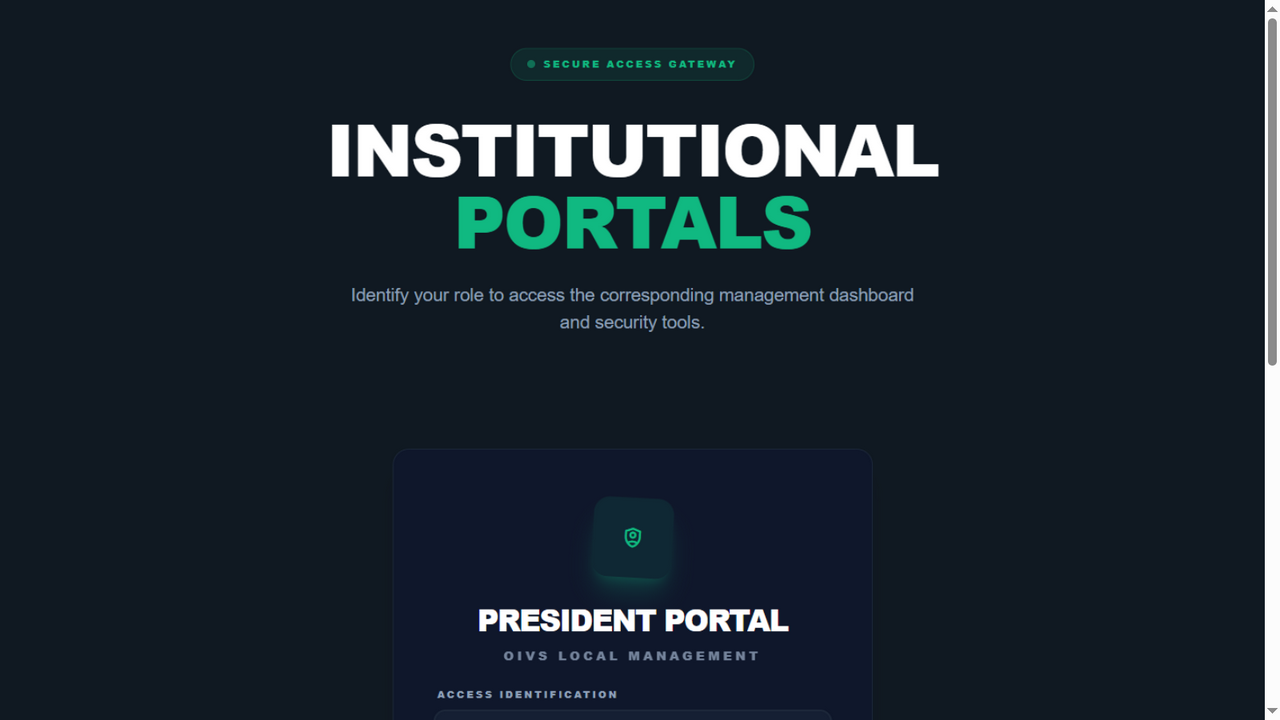 SECURE ACCESS GATEWAY
INSTITUTIONAL
PORTALS
Identify your role to access the corresponding management dashboard
and security tools.
PRESIDENT PORTAL
OIVS LOCAL MANAGEMENT
ACCESS IDENTIFICATION